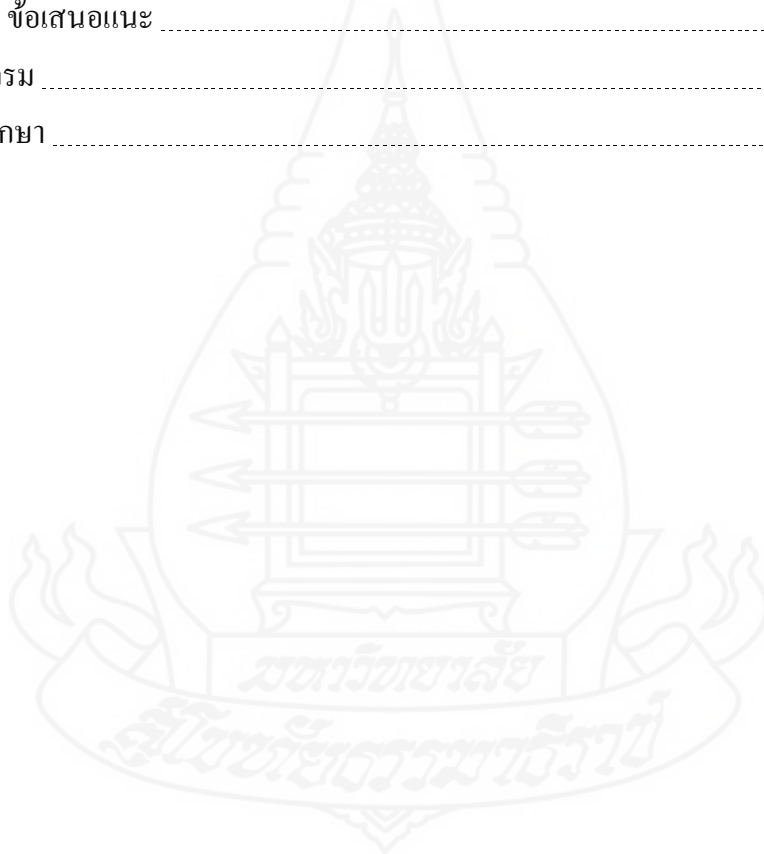 ข้อเสนอแนะ
รม
กษา
มหาวิทยาลัย
สุโขทัยธรรมาธิราช